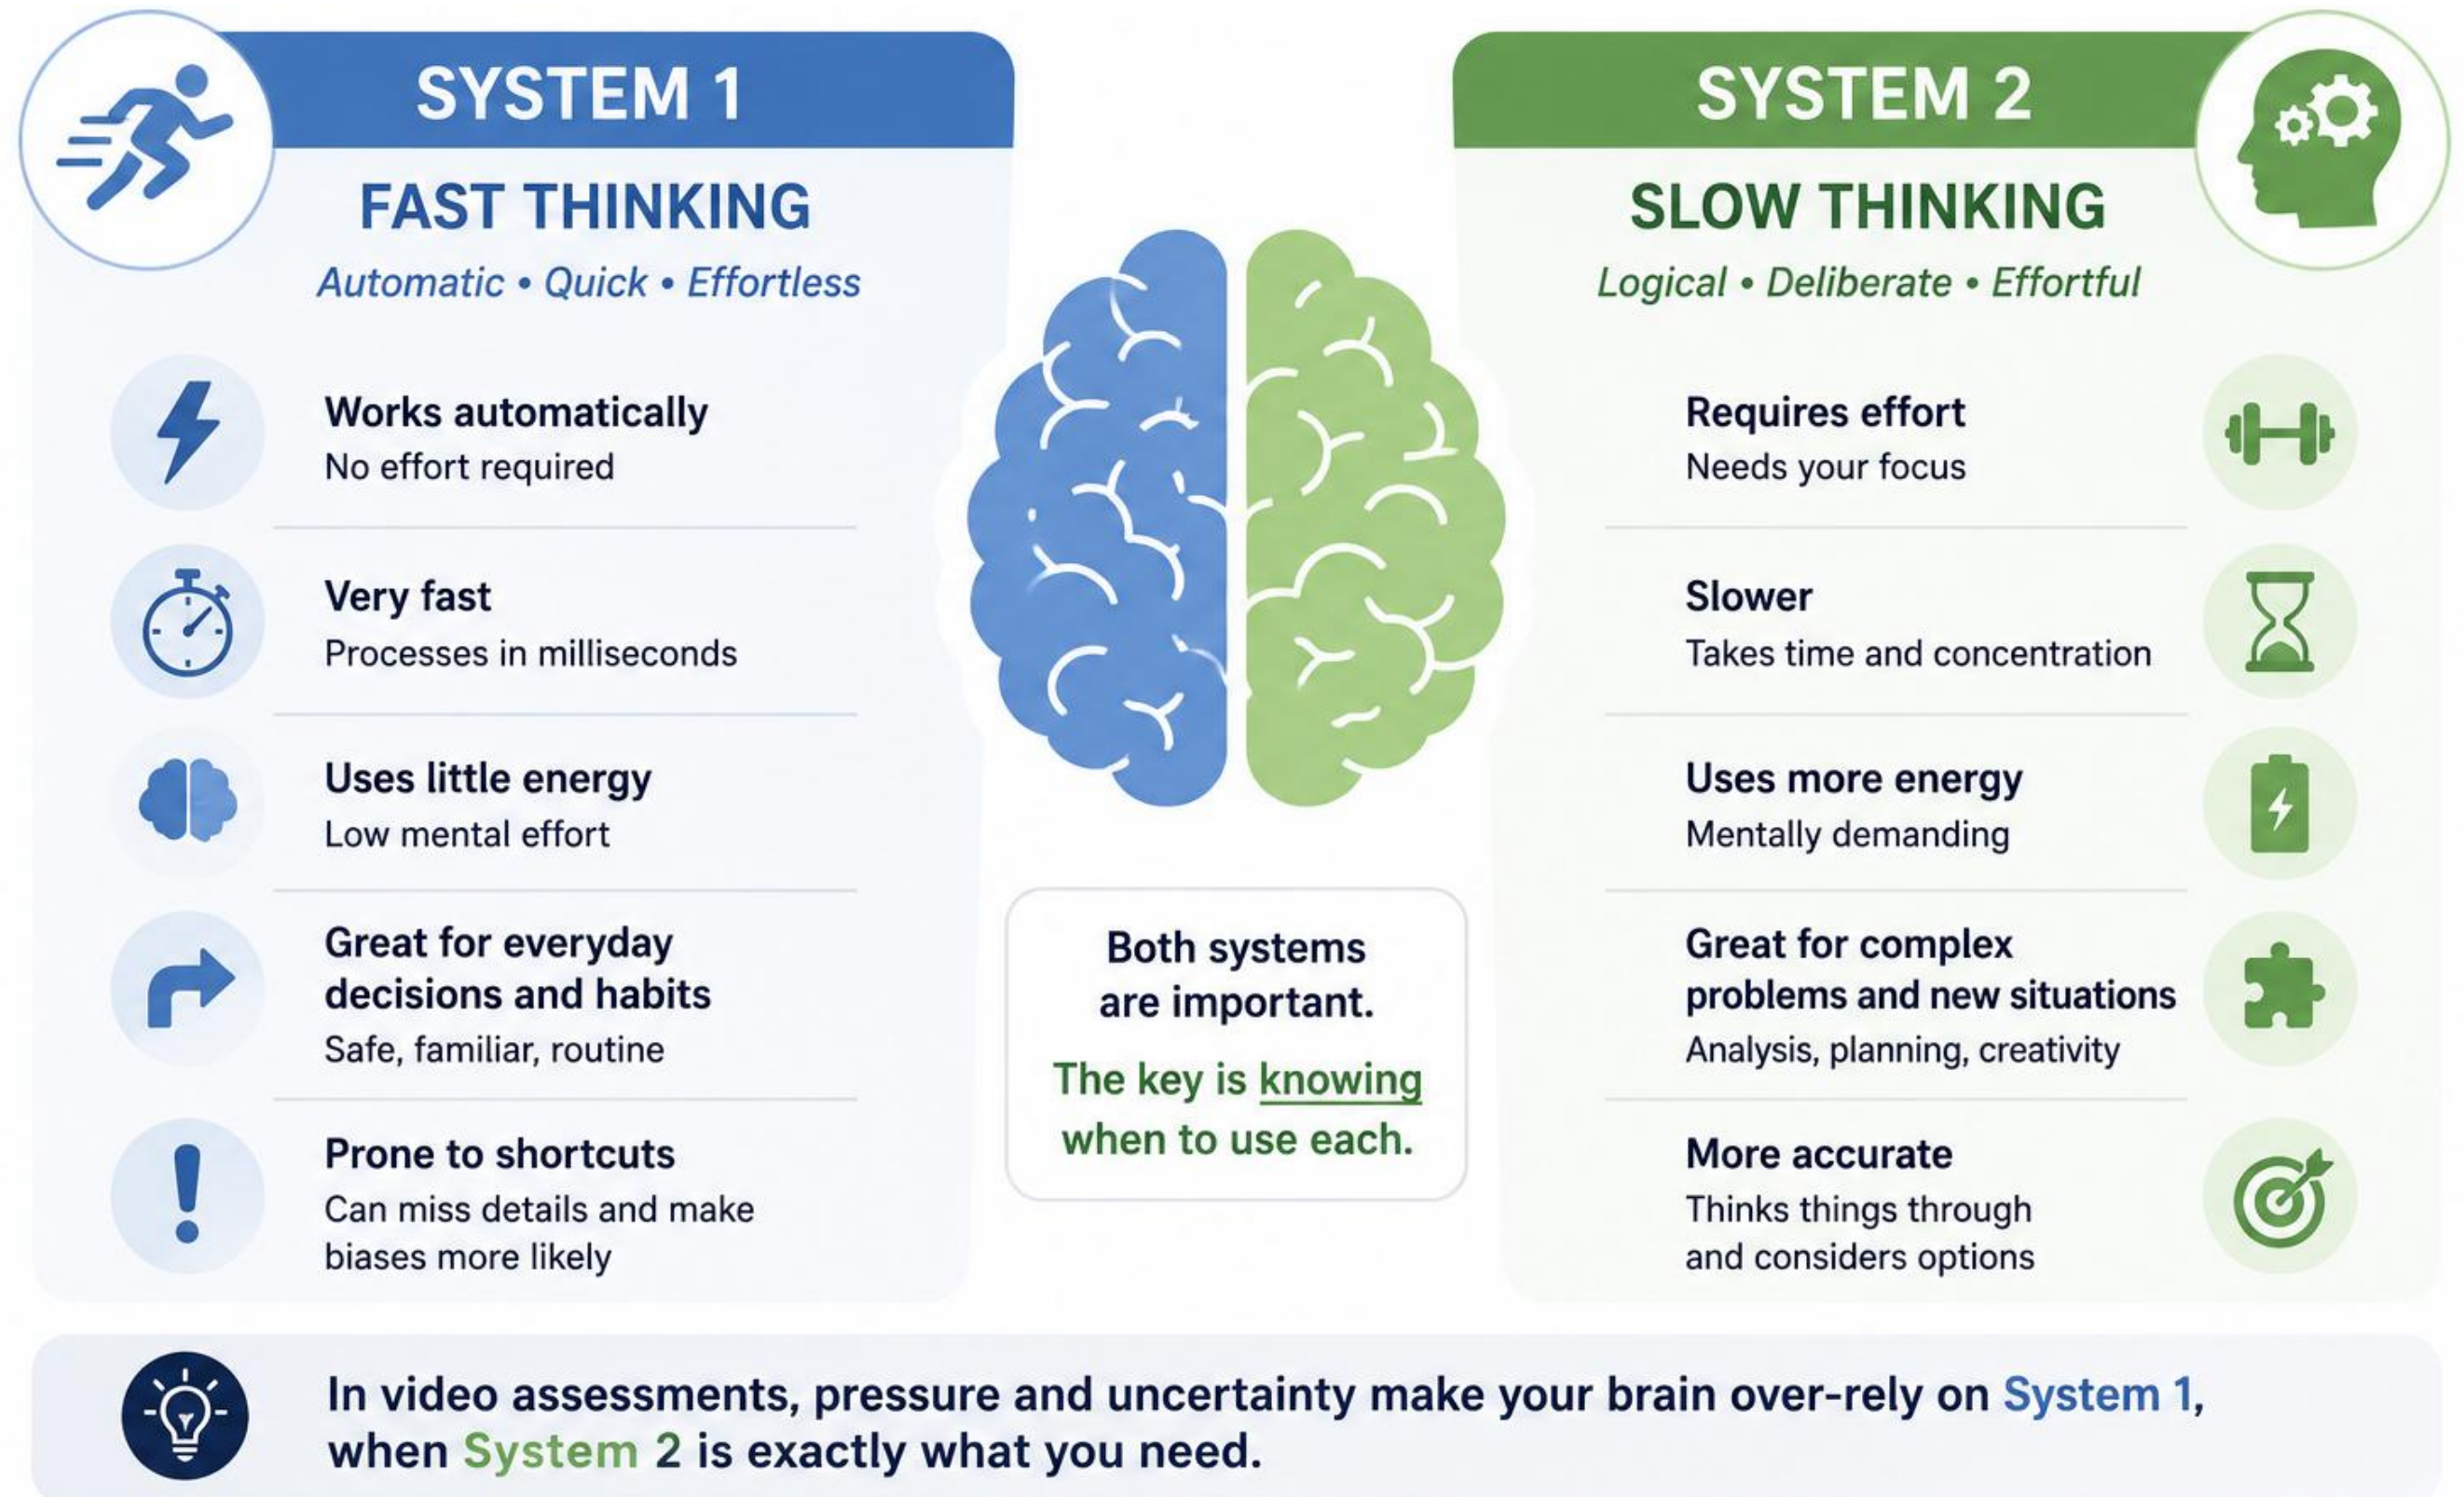 SYSTEM 1
FAST THINKING
Automatic • Quick • Effortless
Works automatically
No effort required
Very fast
Processes in milliseconds
Uses little energy
Low mental effort
Great for everyday
decisions and habits
Safe, familiar, routine
Prone to shortcuts
Can miss details and make
biases more likely
Both systems
are important.
The key is knowing
when to use each.
SYSTEM 2
SLOW THINKING
Logical • Deliberate • Effortful
Requires effort
Needs your focus
Slower
Takes time and concentration
Uses more energy
Mentally demanding
Great for complex
problems and new situations
Analysis, planning, creativity
More accurate
Thinks things through
and considers options
In video assessments, pressure and uncertainty make your brain over-rely on System 1,
when System 2 is exactly what you need.